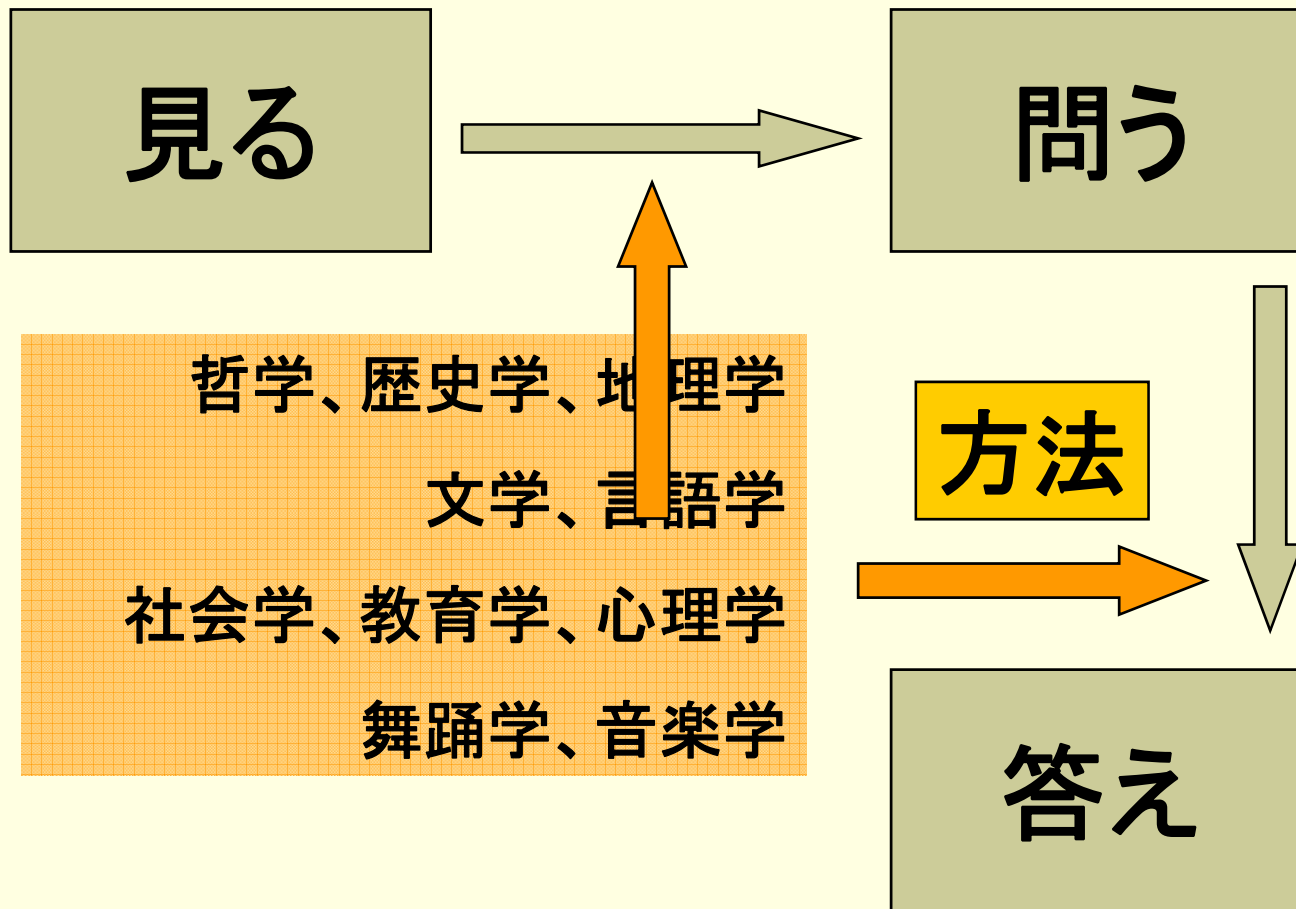 見る
問う
哲学、歴史学、地理学
文学、言語学
社会学、教育学、心理学
舞踊学、音楽学
方法
答え